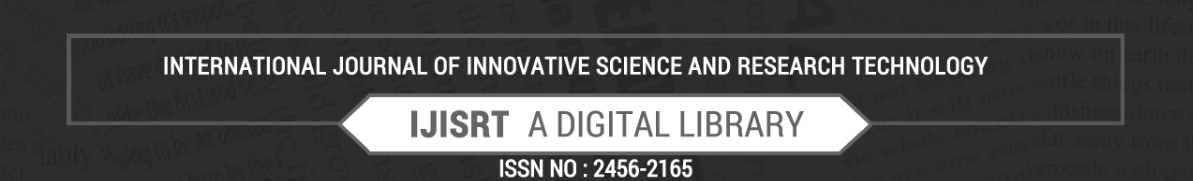 INTERNATIONAL JOURNAL OF INNOVATIVE SCIENCE AND RESEARCH TECHNOLOGY
IJISRT A DIGITAL LIBRARY
ISSN NO : 2456-2165